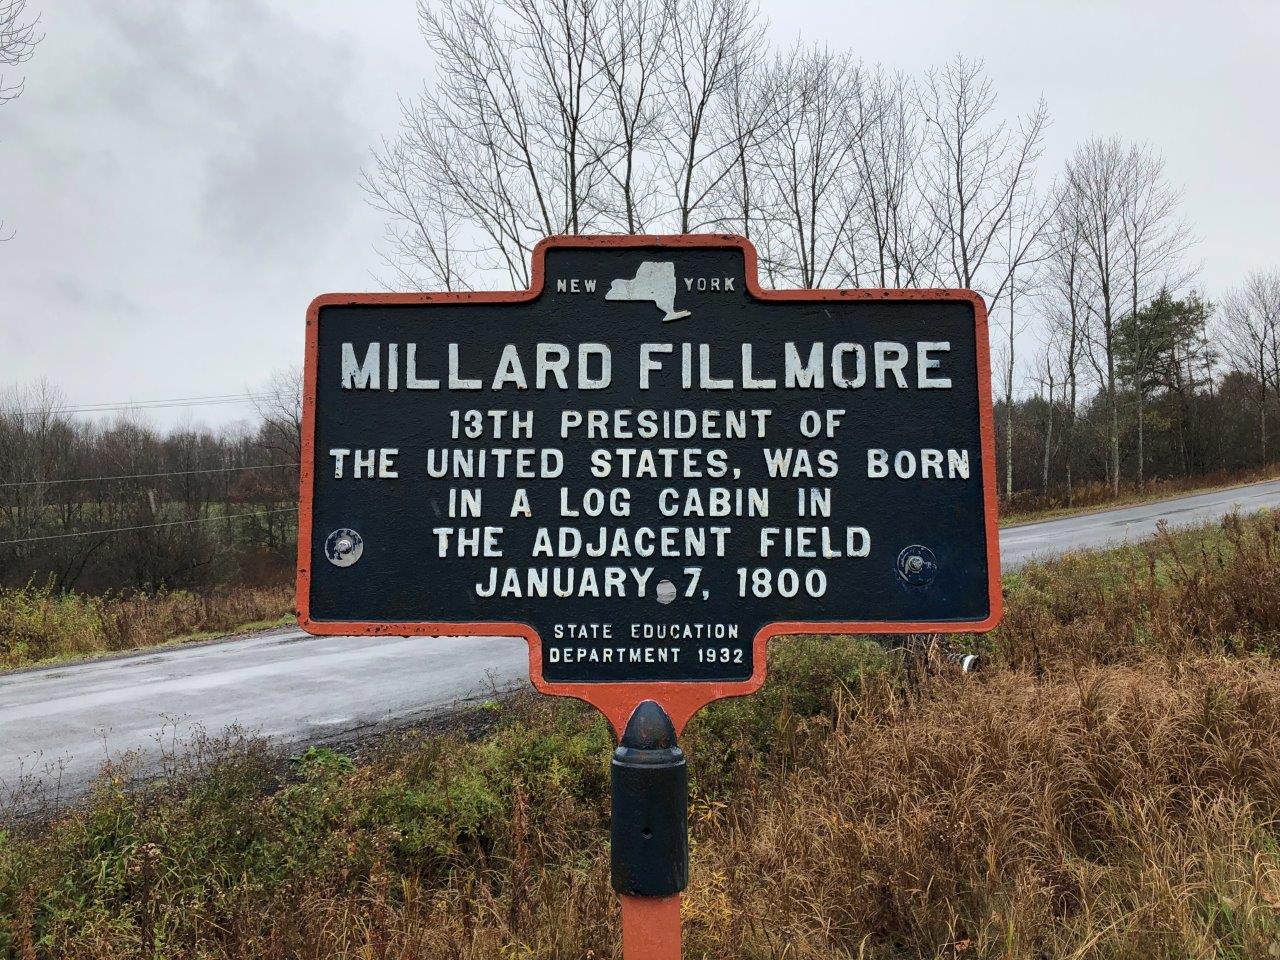 NEW YORK
MILLARD FILLMORE
13TH PRESIDENT OF
THE UNITED STATES, WAS BORN
IN A LOG CABIN IN
THE ADJACENT FIELD
JANUARY 7, 1800
STATE EDUCATION
DEPARTMENT 1932